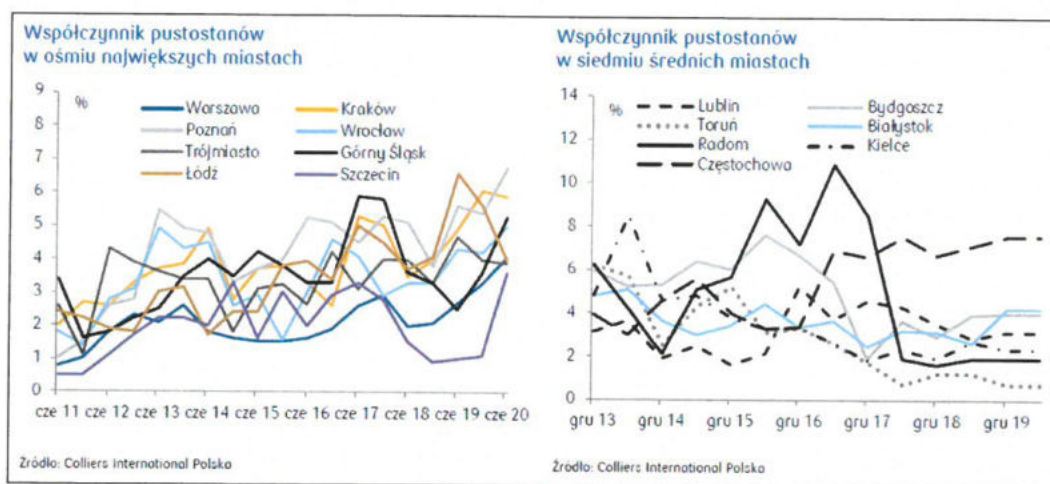 Współczynnik pustostanów
w ośmiu największych miastach
9
8
7
6
5
4
3
2
1
0
%
Warszawa
Kraków
Poznań
Wrocław
Trójmiasto
Górny Śląsk
Łódź
Szczecin
cze 11 cze 12 cze 13 cze 14 cze 15 cze 16 cze 17 cze 18 cze 19 cze 20
Źródło: Colliers International Polska
Współczynnik pustostanów
w siedmiu średnich miastach
14
12
10
8
6
4
2
0
%
Lublin
Bydgoszcz
Toruń
Białystok
Radom
Kielce
Częstochowa
gru 13 gru 14 gru 15 gru 16 gru 17 gru 18 gru 19
Źródło: Colliers International Polska